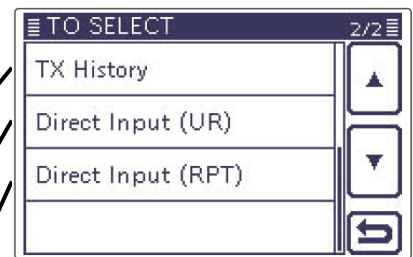 TO SELECT 2/2
TX History
Direct Input (UR)
Direct Input (RPT)